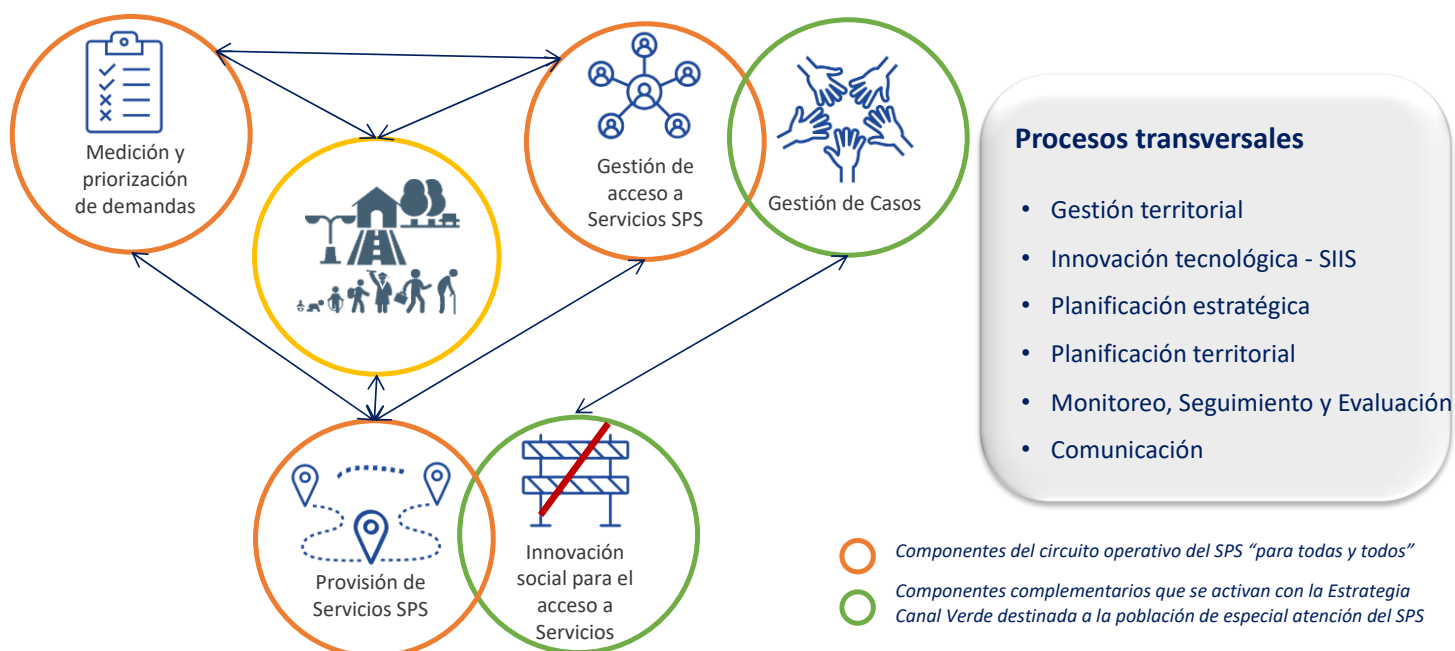 Medición y
priorización
de demandas
Gestión de
acceso a
Servicios SPS
Gestión de Casos
Provisión de
Servicios SPS
Innovación
social para el
acceso a
Servicios
Procesos transversales
• Gestión territorial
• Innovación tecnológica - SIIS
• Planificación estratégica
• Planificación territorial
• Monitoreo, Seguimiento y Evaluación
• Comunicación
Componentes del circuito operativo del SPS “para todas y todos”
Componentes complementarios que se activan con la Estrategia
Canal Verde destinada a la población de especial atención del SPS